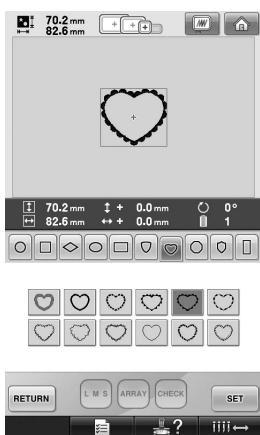 70.2 mm
82.6 mm
70.2 mm + 0.0 mm 0°
82.6 mm + 0.0 mm 1
RETURN L M S ARRAY CHECK SET
?